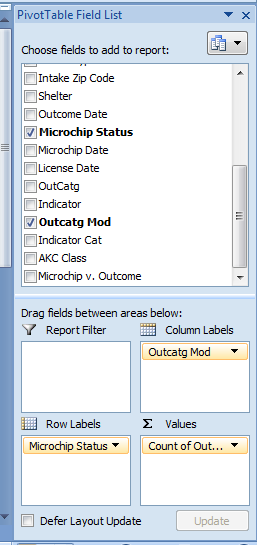 PivotTable Field List
Choose fields to add to report:
Intake Zip Code
Shelter
Outcome Date
Microchip Status
Microchip Date
License Date
OutCatg
Indicator
Outcatg Mod
Indicator Cat
AKC Class
Microchip v. Outcome
Drag fields between areas below:
Report Filter
Column Labels
Outcatg Mod
Row Labels
Σ Values
Microchip Status
Count of Out...
Defer Layout Update
Update